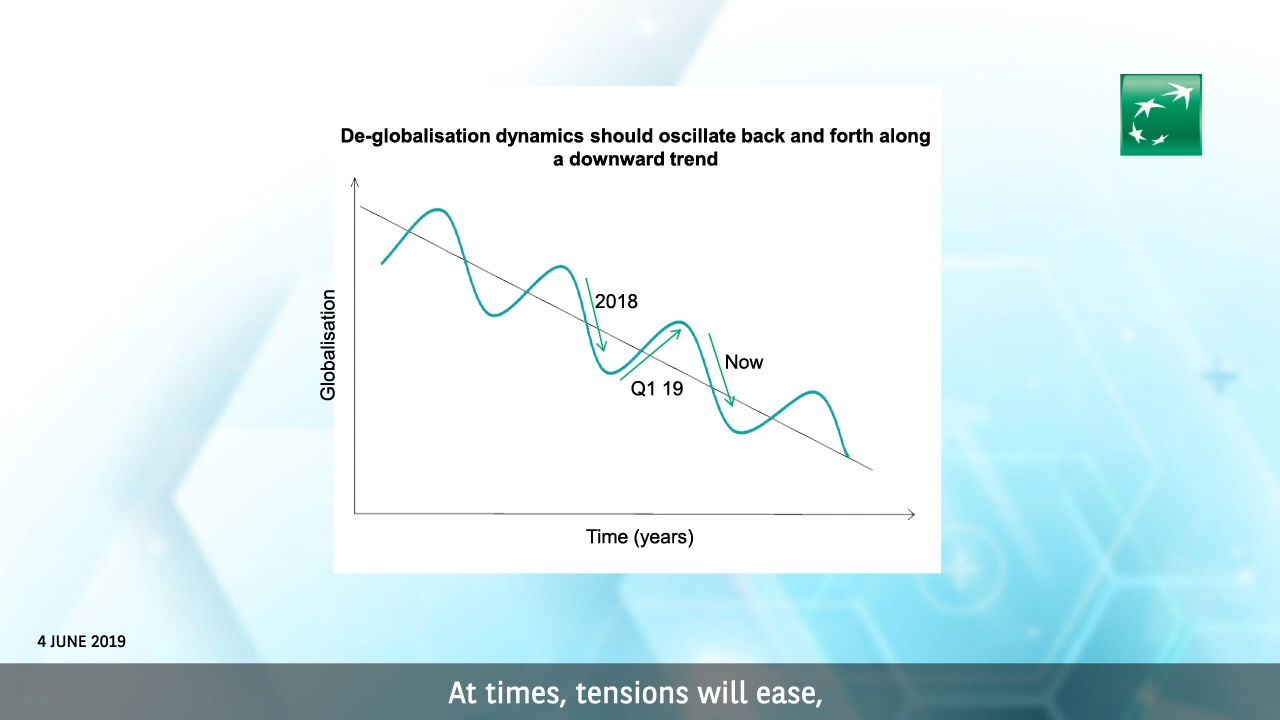 De-globalisation dynamics should oscillate back and forth along
a downward trend
Globalisation
2018
Q1 19
Now
Time (years)
4 JUNE 2019
At times, tensions will ease,